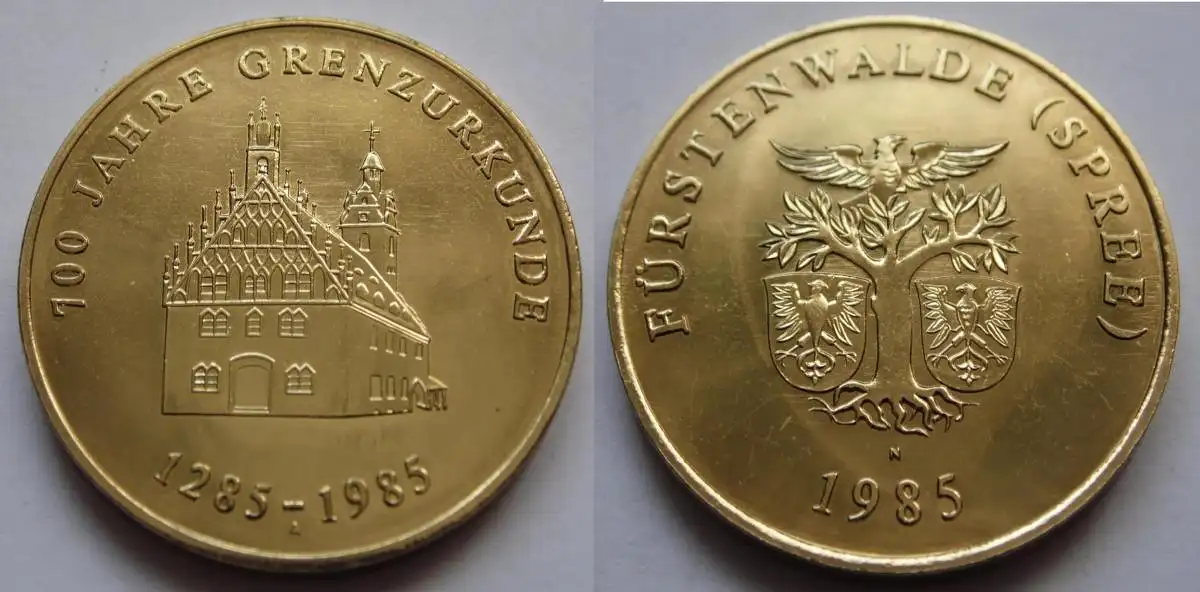 700 JAHRE GRENZURKUNDE
1285-1985
A
FÜRSTENWALDE (SPREE)
N
1985